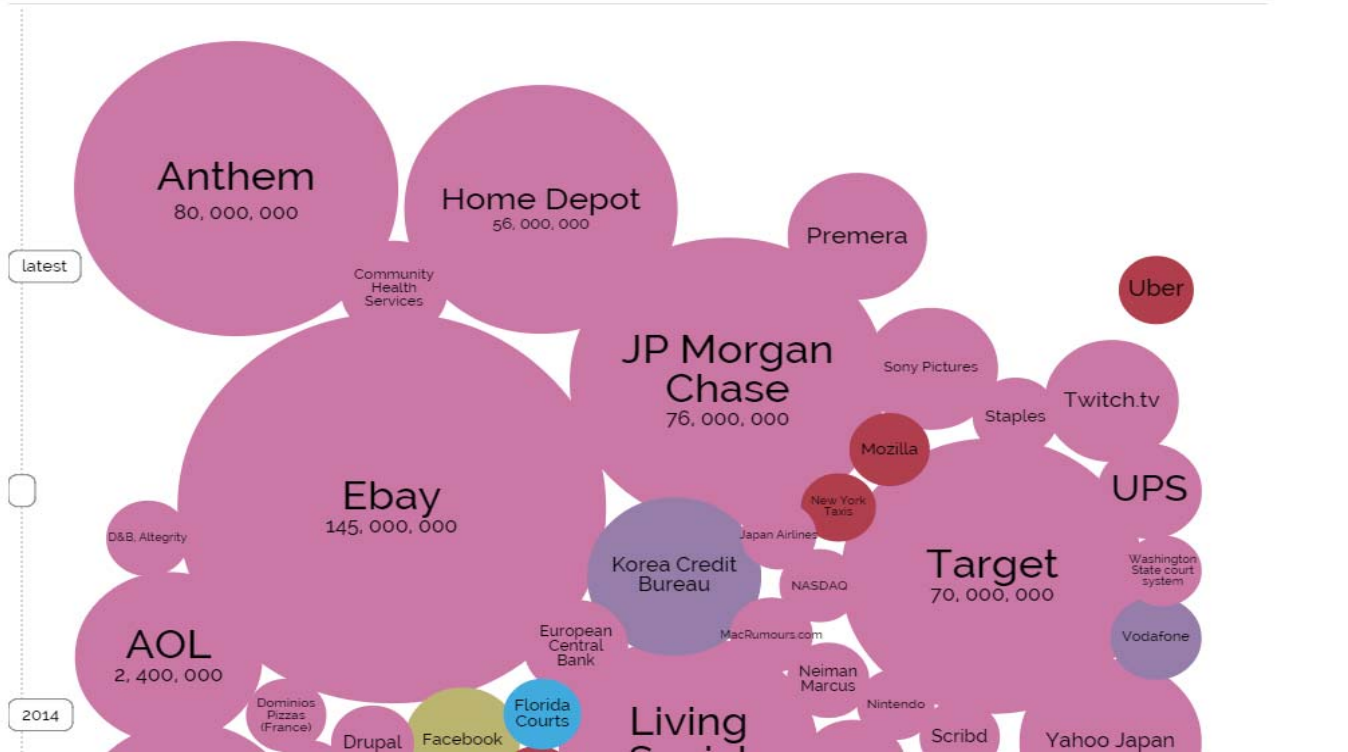 Anthem
80, 000, 000
Home Depot
56, 000, 000
Premera
latest
Community
Health
Services
Uber
JP Morgan
Chase
76, 000, 000
Sony Pictures
Twitch.tv
Staples
Mozilla
UPS
Ebay
145, 000, 000
New York
Taxis
D&B, Altegrity
Japan Airlines
Korea Credit
Bureau
NASDAQ
Target
70, 000, 000
Washington
State court
system
European
Central
Bank
MacRumours.com
Vodafone
AOL
2, 400, 000
Neiman
Marcus
Dominios
Pizzas
(France)
Florida
Courts
Nintendo
2014
Living
Drupal
Facebook
Scribd
Yahoo Japan